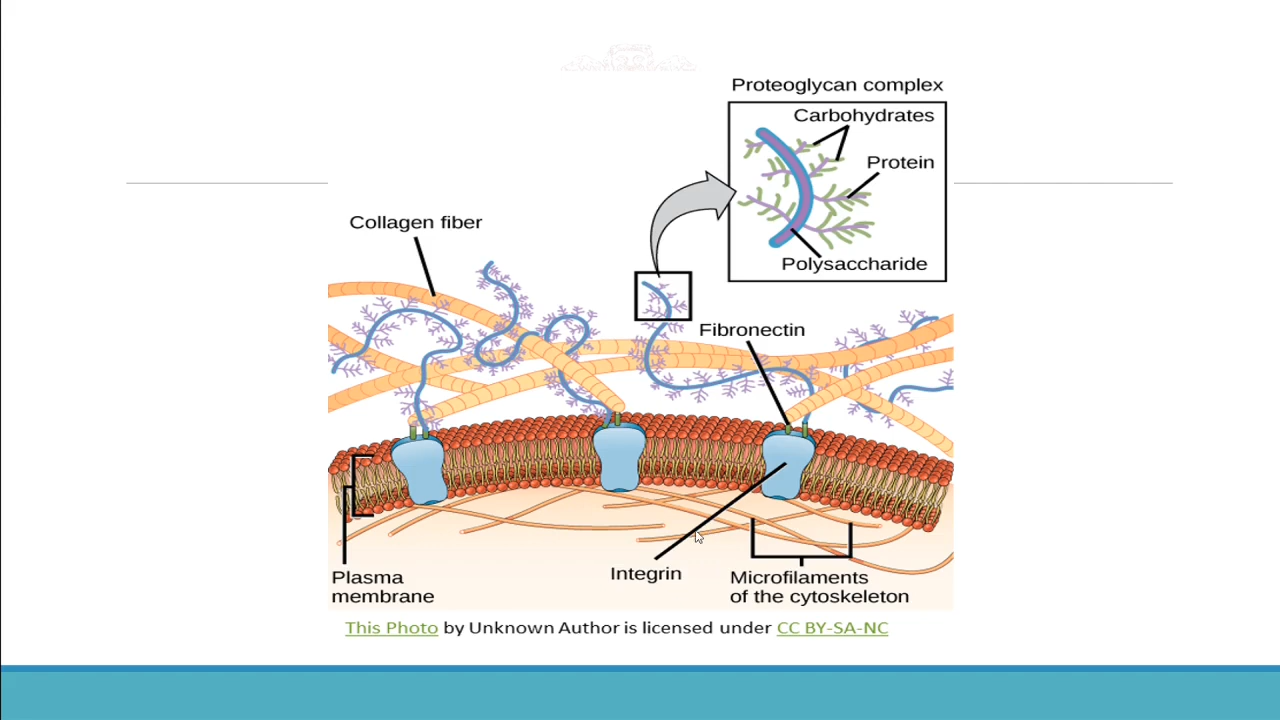 Proteoglycan complex
Carbohydrates
Protein
Polysaccharide
Collagen fiber
Fibronectin
Integrin
Plasma
membrane
Microfilaments
of the cytoskeleton
This Photo by Unknown Author is licensed under CC BY-SA-NC